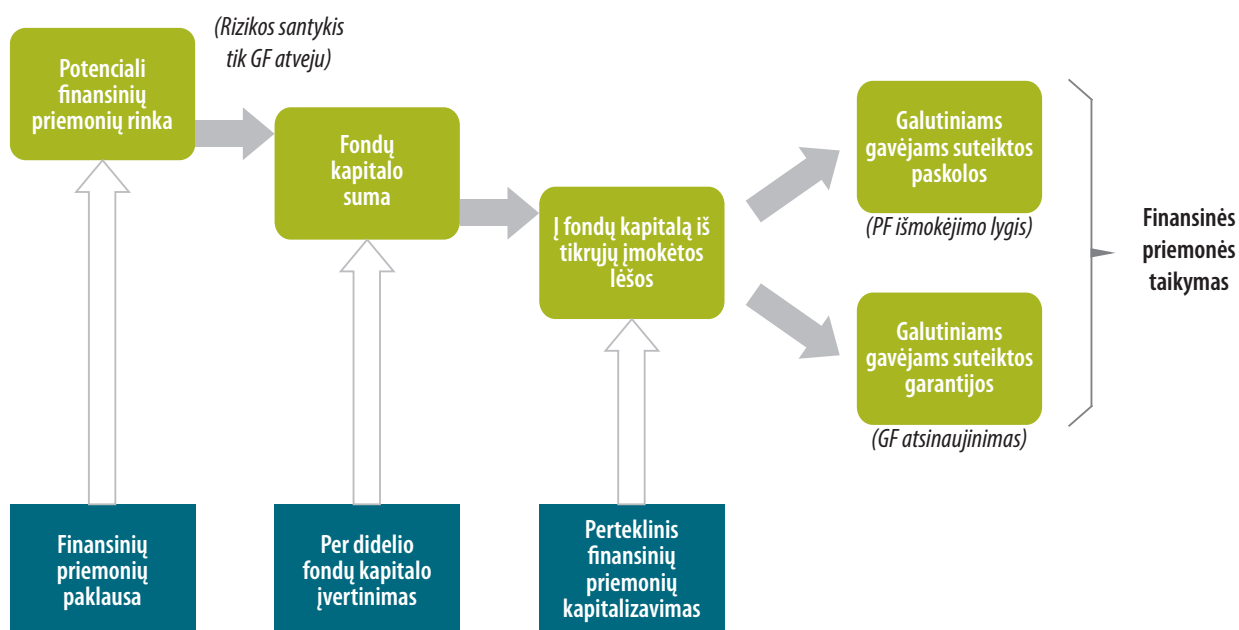 (Rizikos santykis
tik GF atveju)
Potenciali
finansinių
priemonių rinka
Fondų
kapitalo
suma
Į fondų kapitalą iš
tikrųjų įmokėtos
lėšos
Galutiniams
gavėjams suteiktos
paskolos
(PF išmokėjimo lygis)
Galutiniams
gavėjams suteiktos
garantijos
(GF atsinaujinimas)
Finansinės
priemonės
taikymas
Finansinių
priemonių
paklausa
Per didelio
fondų kapitalo
įvertinimas
Perteklinis
finansinių
priemonių
kapitalizavimas